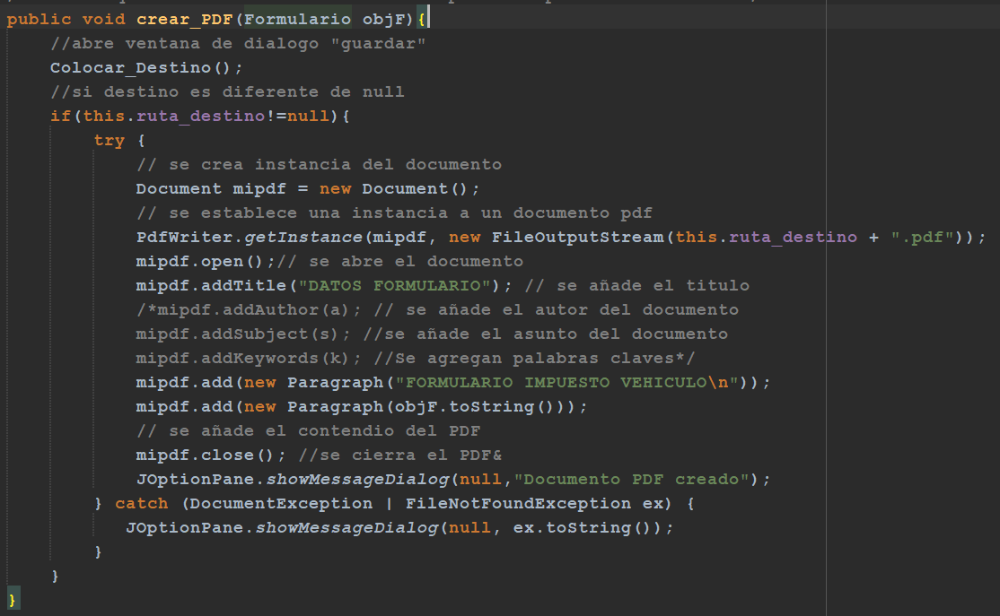 public void crear_PDF(Formulario objF){
    //abre ventana de dialogo "guardar"
    Colocar_Destino();
    //si destino es diferente de null
    if(this.ruta_destino!=null){
        try {
            // se crea instancia del documento
            Document mipdf = new Document();
            // se establece una instancia a un documento pdf
            PdfWriter.getInstance(mipdf, new FileOutputStream(this.ruta_destino + ".pdf"));
            mipdf.open();// se abre el documento
            mipdf.addTitle("DATOS FORMULARIO"); // se añade el titulo
            /*mipdf.addAuthor(a); // se añade el autor del documento
            mipdf.addSubject(s); //se añade el asunto del documento
            mipdf.addKeywords(k); //Se agregan palabras claves*/
            mipdf.add(new Paragraph("FORMULARIO IMPUESTO VEHICULO\n"));
            mipdf.add(new Paragraph(objF.toString()));
            // se añade el contendio del PDF
            mipdf.close(); //se cierra el PDF&
            JOptionPane.showMessageDialog(null,"Documento PDF creado");
        } catch (DocumentException | FileNotFoundException ex) {
           JOptionPane.showMessageDialog(null, ex.toString());
        }
    }
}